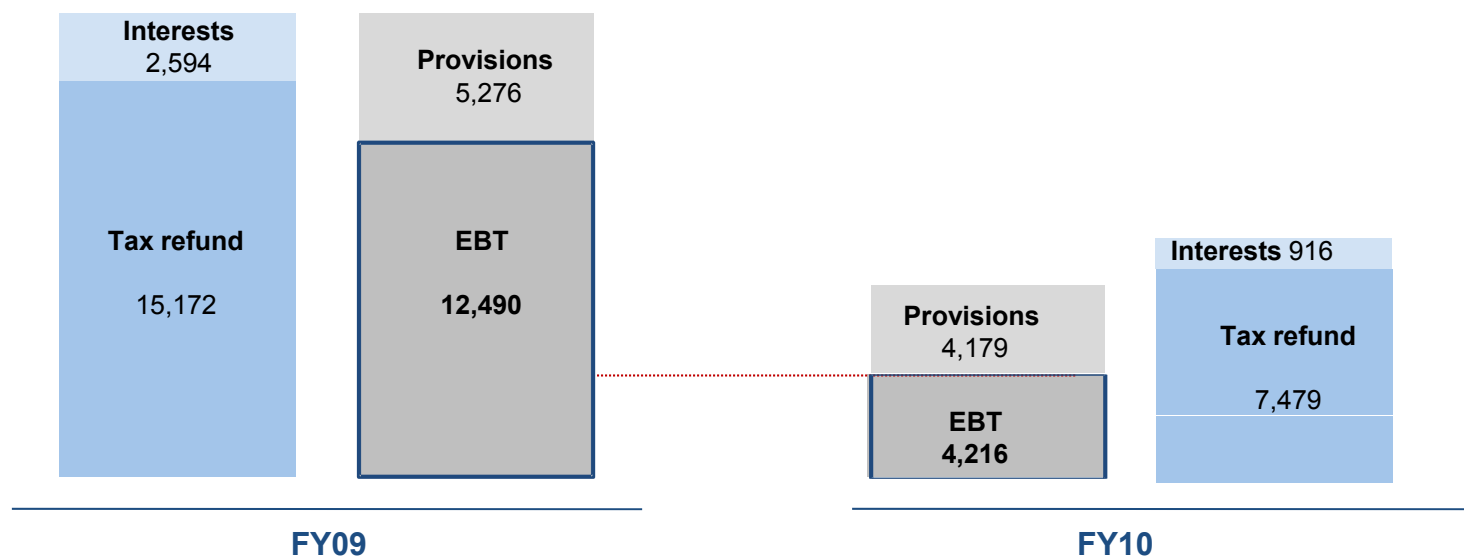 Interests
2,594
Tax refund
15,172
Provisions
5,276
EBT
12,490
Provisions
4,179
EBT
4,216
Interests 916
Tax refund
7,479
FY09
FY10